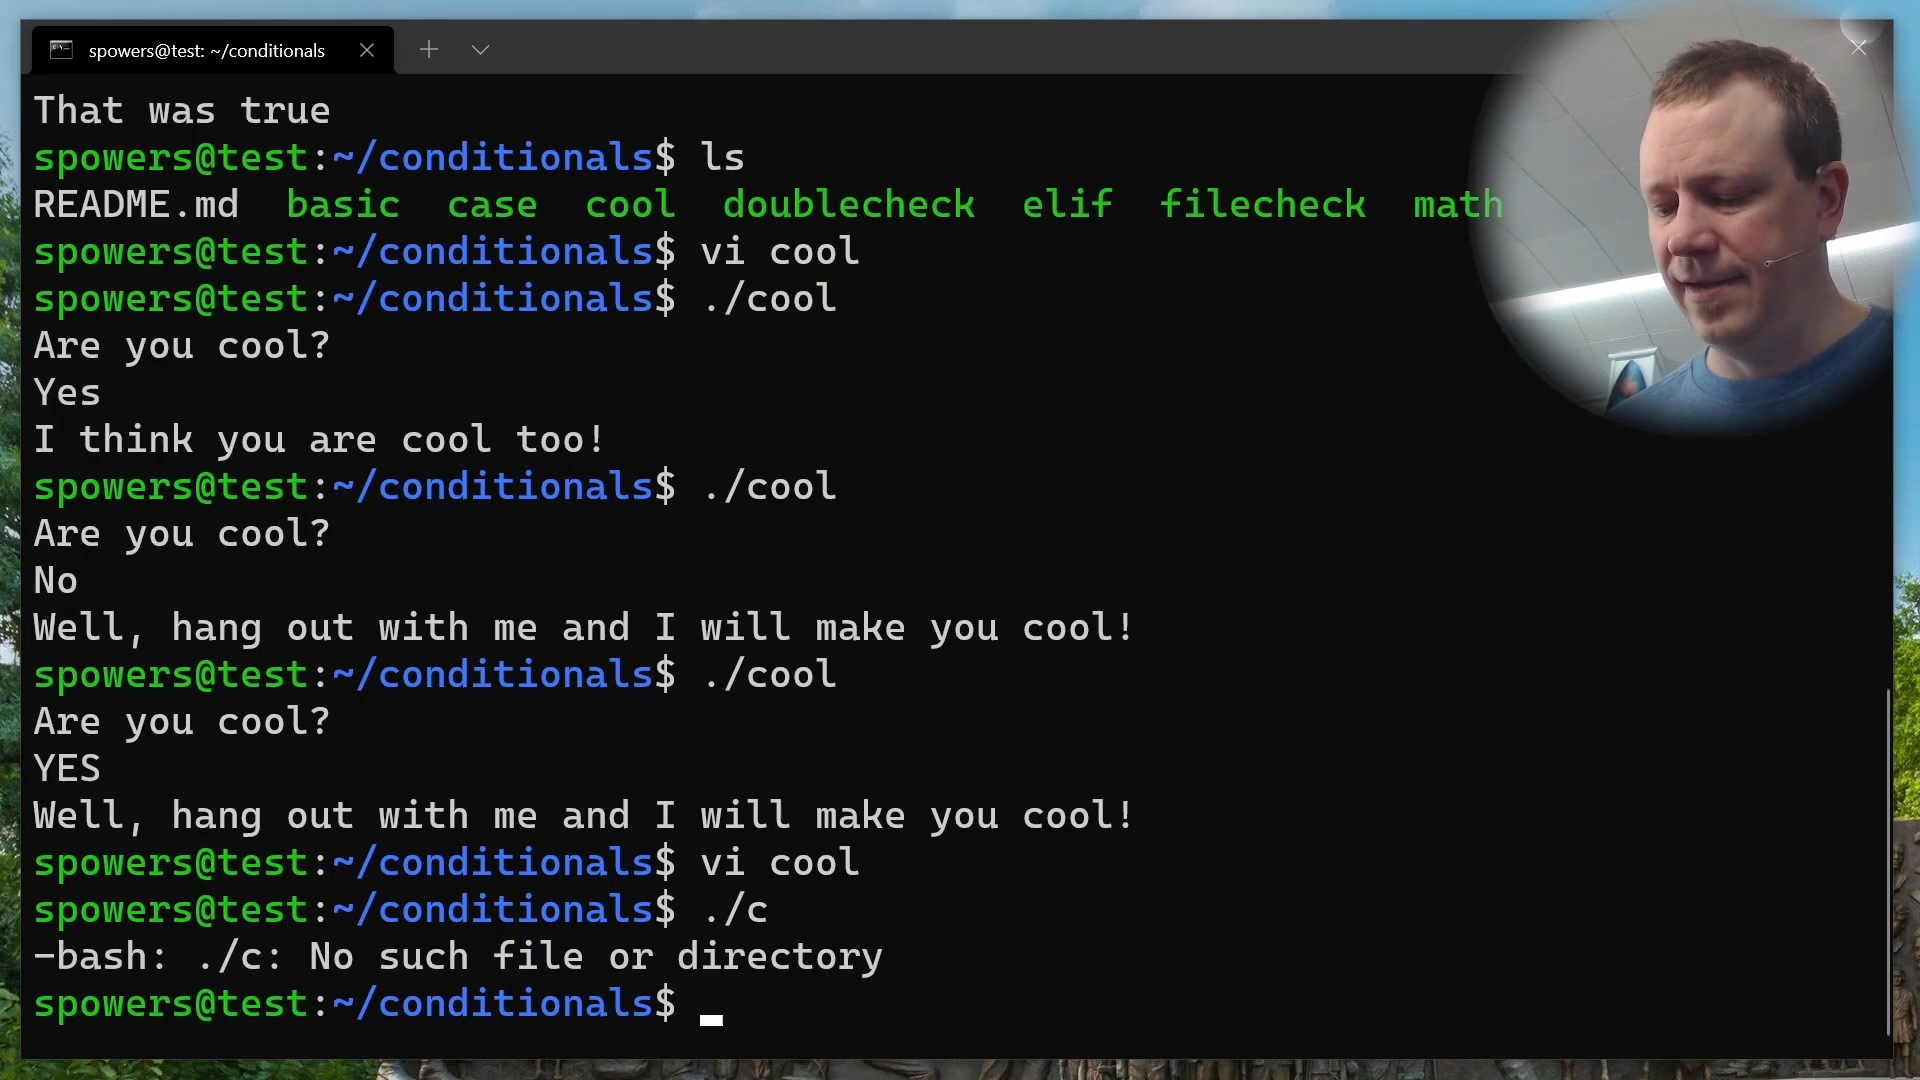 spowers@test: ~/conditionals
That was true
spowers@test:~/conditionals$ ls
README.md basic case cool doublecheck elif filecheck math
spowers@test:~/conditionals$ vi cool
spowers@test:~/conditionals$ ./cool
Are you cool?
Yes
I think you are cool too!
spowers@test:~/conditionals$ ./cool
Are you cool?
No
Well, hang out with me and I will make you cool!
spowers@test:~/conditionals$ ./cool
Are you cool?
YES
Well, hang out with me and I will make you cool!
spowers@test:~/conditionals$ vi cool
spowers@test:~/conditionals$ ./c
-bash: ./c: No such file or directory
spowers@test:~/conditionals$